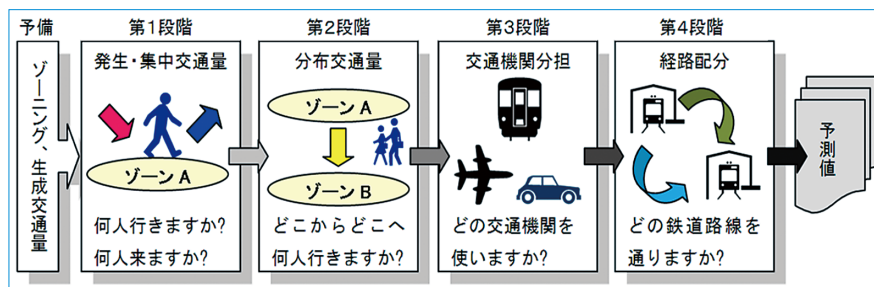 予備
ゾーニング、生成交通量
第1段階
発生・集中交通量
ゾーンA
何人行きますか?
何人来ますか?
第2段階
分布交通量
ゾーンA
ゾーンB
どこからどこへ
何人行きますか?
第3段階
交通機関分担
どの交通機関を
使いますか?
第4段階
経路配分
どの鉄道路線を
通りますか?
予測値